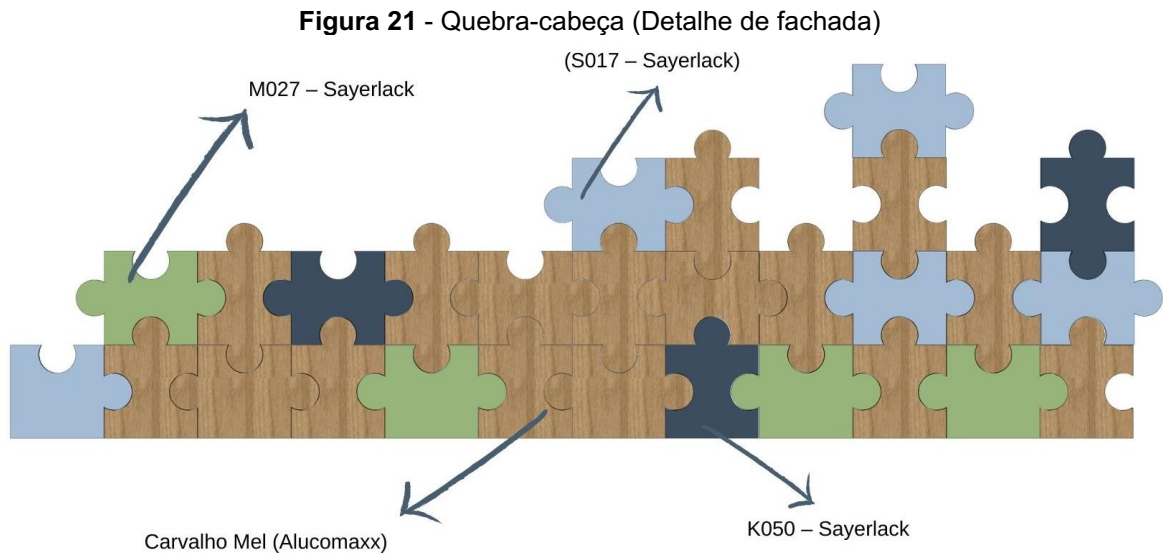 Figura 21 - Quebra-cabeça (Detalhe de fachada)
(S017 – Sayerlack)
M027 – Sayerlack
K050 – Sayerlack
Carvalho Mel (Alucomaxx)